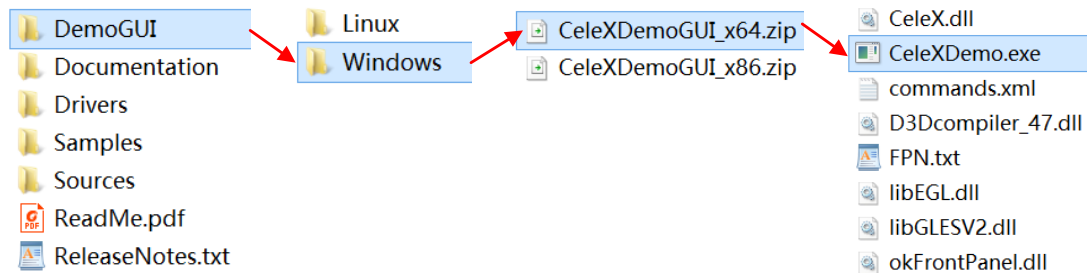 DemoGUI
Documentation
Drivers
Samples
Sources
ReadMe.pdf
ReleaseNotes.txt
Linux
Windows
CeleXDemoGUI_x64.zip
CeleXDemoGUI_x86.zip
CeleX.dll
CeleXDemo.exe
commands.xml
D3Dcompiler_47.dll
FPN.txt
libEGL.dll
libGLESV2.dll
okFrontPanel.dll